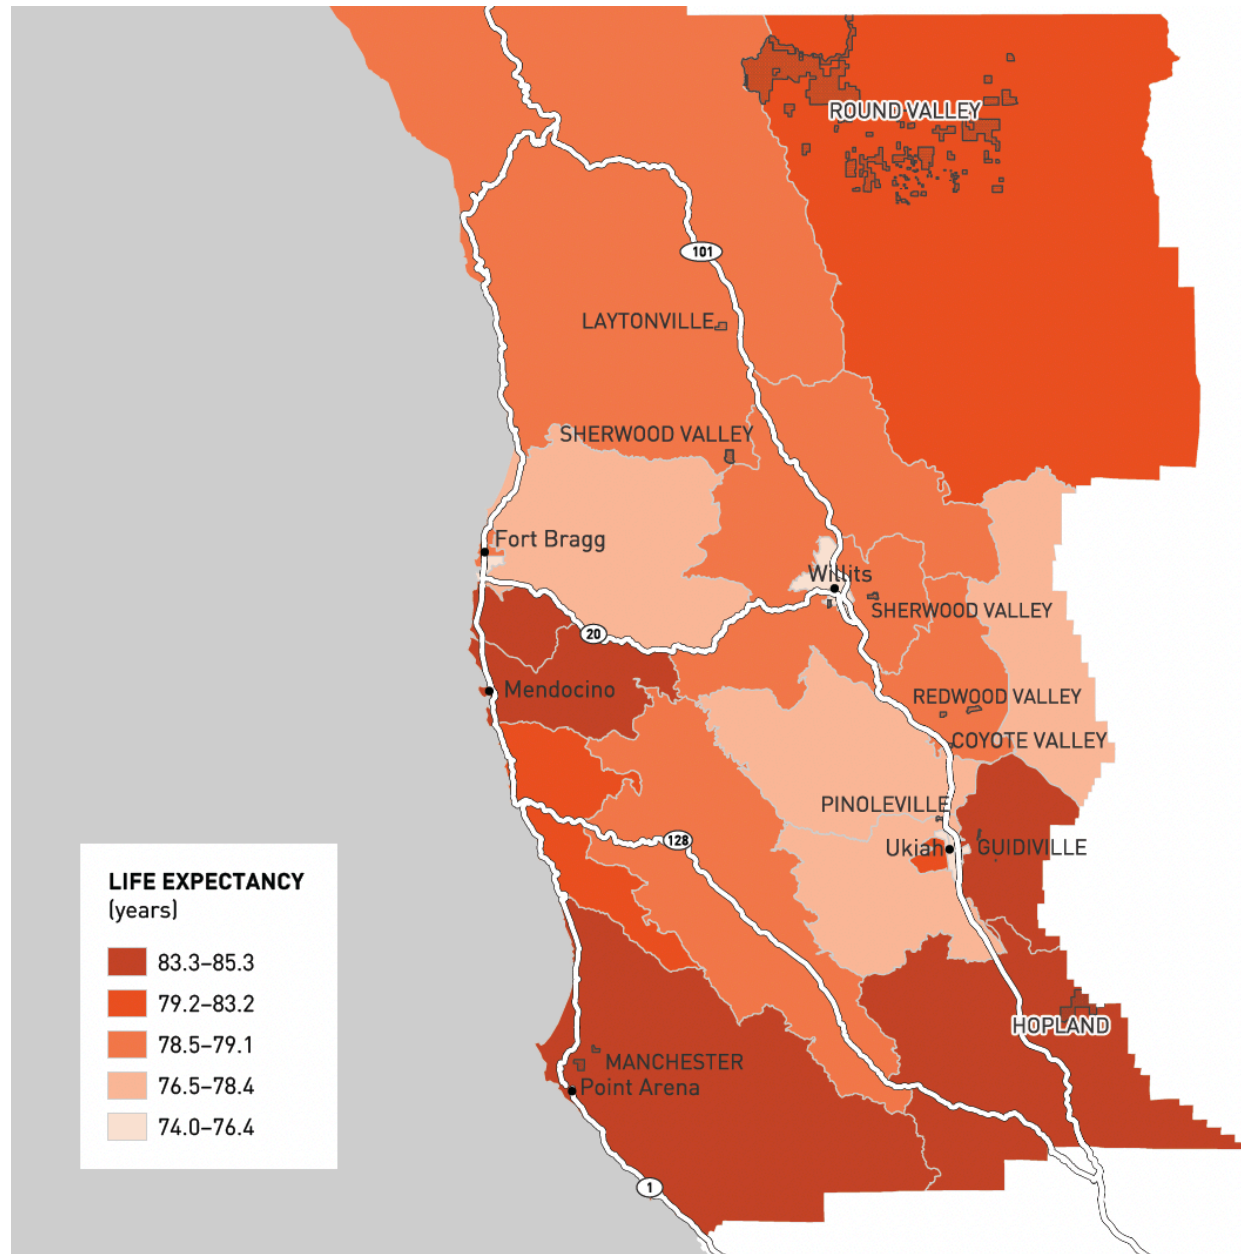 ROUND VALLEY
101
LAYTONVILLE
SHERWOOD VALLEY
Fort Bragg
Willits
SHERWOOD VALLEY
20
Mendocino
REDWOOD VALLEY
COYOTE VALLEY
PINOLEVILLE
128
Ukiah
GUIDIVILLE
LIFE EXPECTANCY
(years)
83.3–85.3
79.2–83.2
78.5–79.1
76.5–78.4
74.0–76.4
HOPLAND
MANCHESTER
Point Arena
1